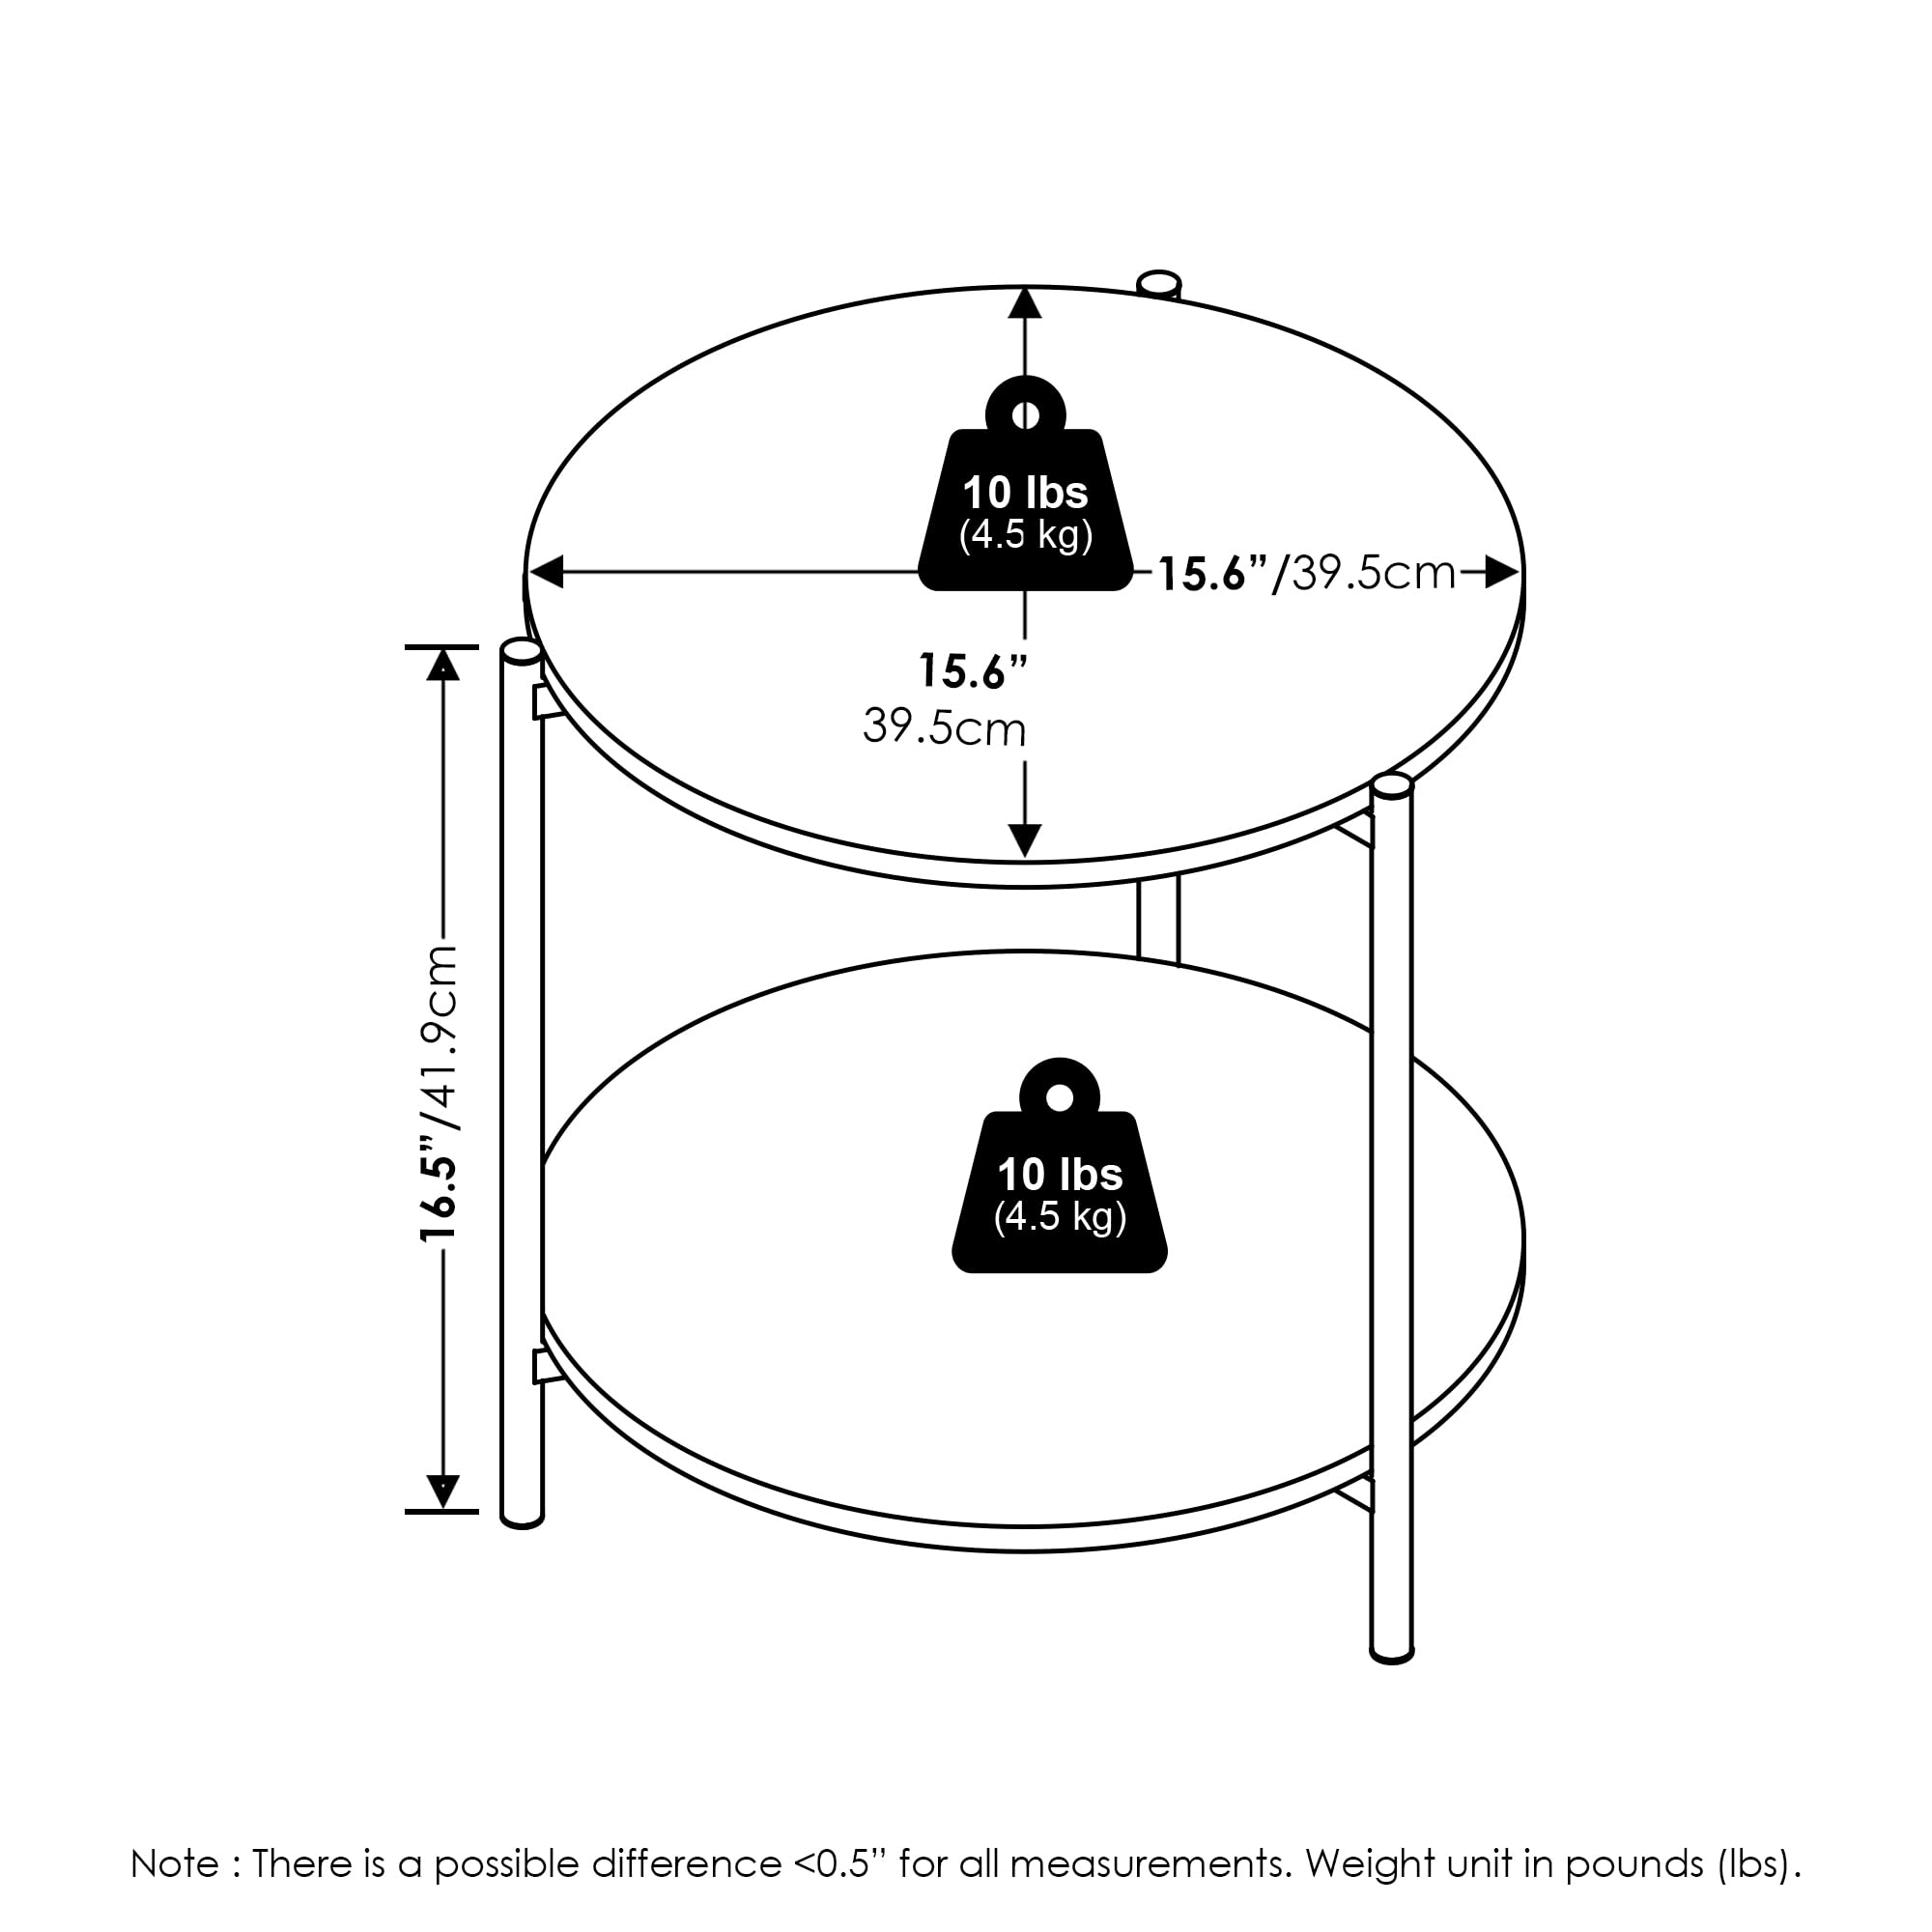 10 lbs
(4.5 kg)
15.6”/39.5cm
15.6”
39.5cm
16.5”/41.9cm
10 lbs
(4.5 kg)
Note : There is a possible difference <0.5” for all measurements. Weight unit in pounds (lbs).